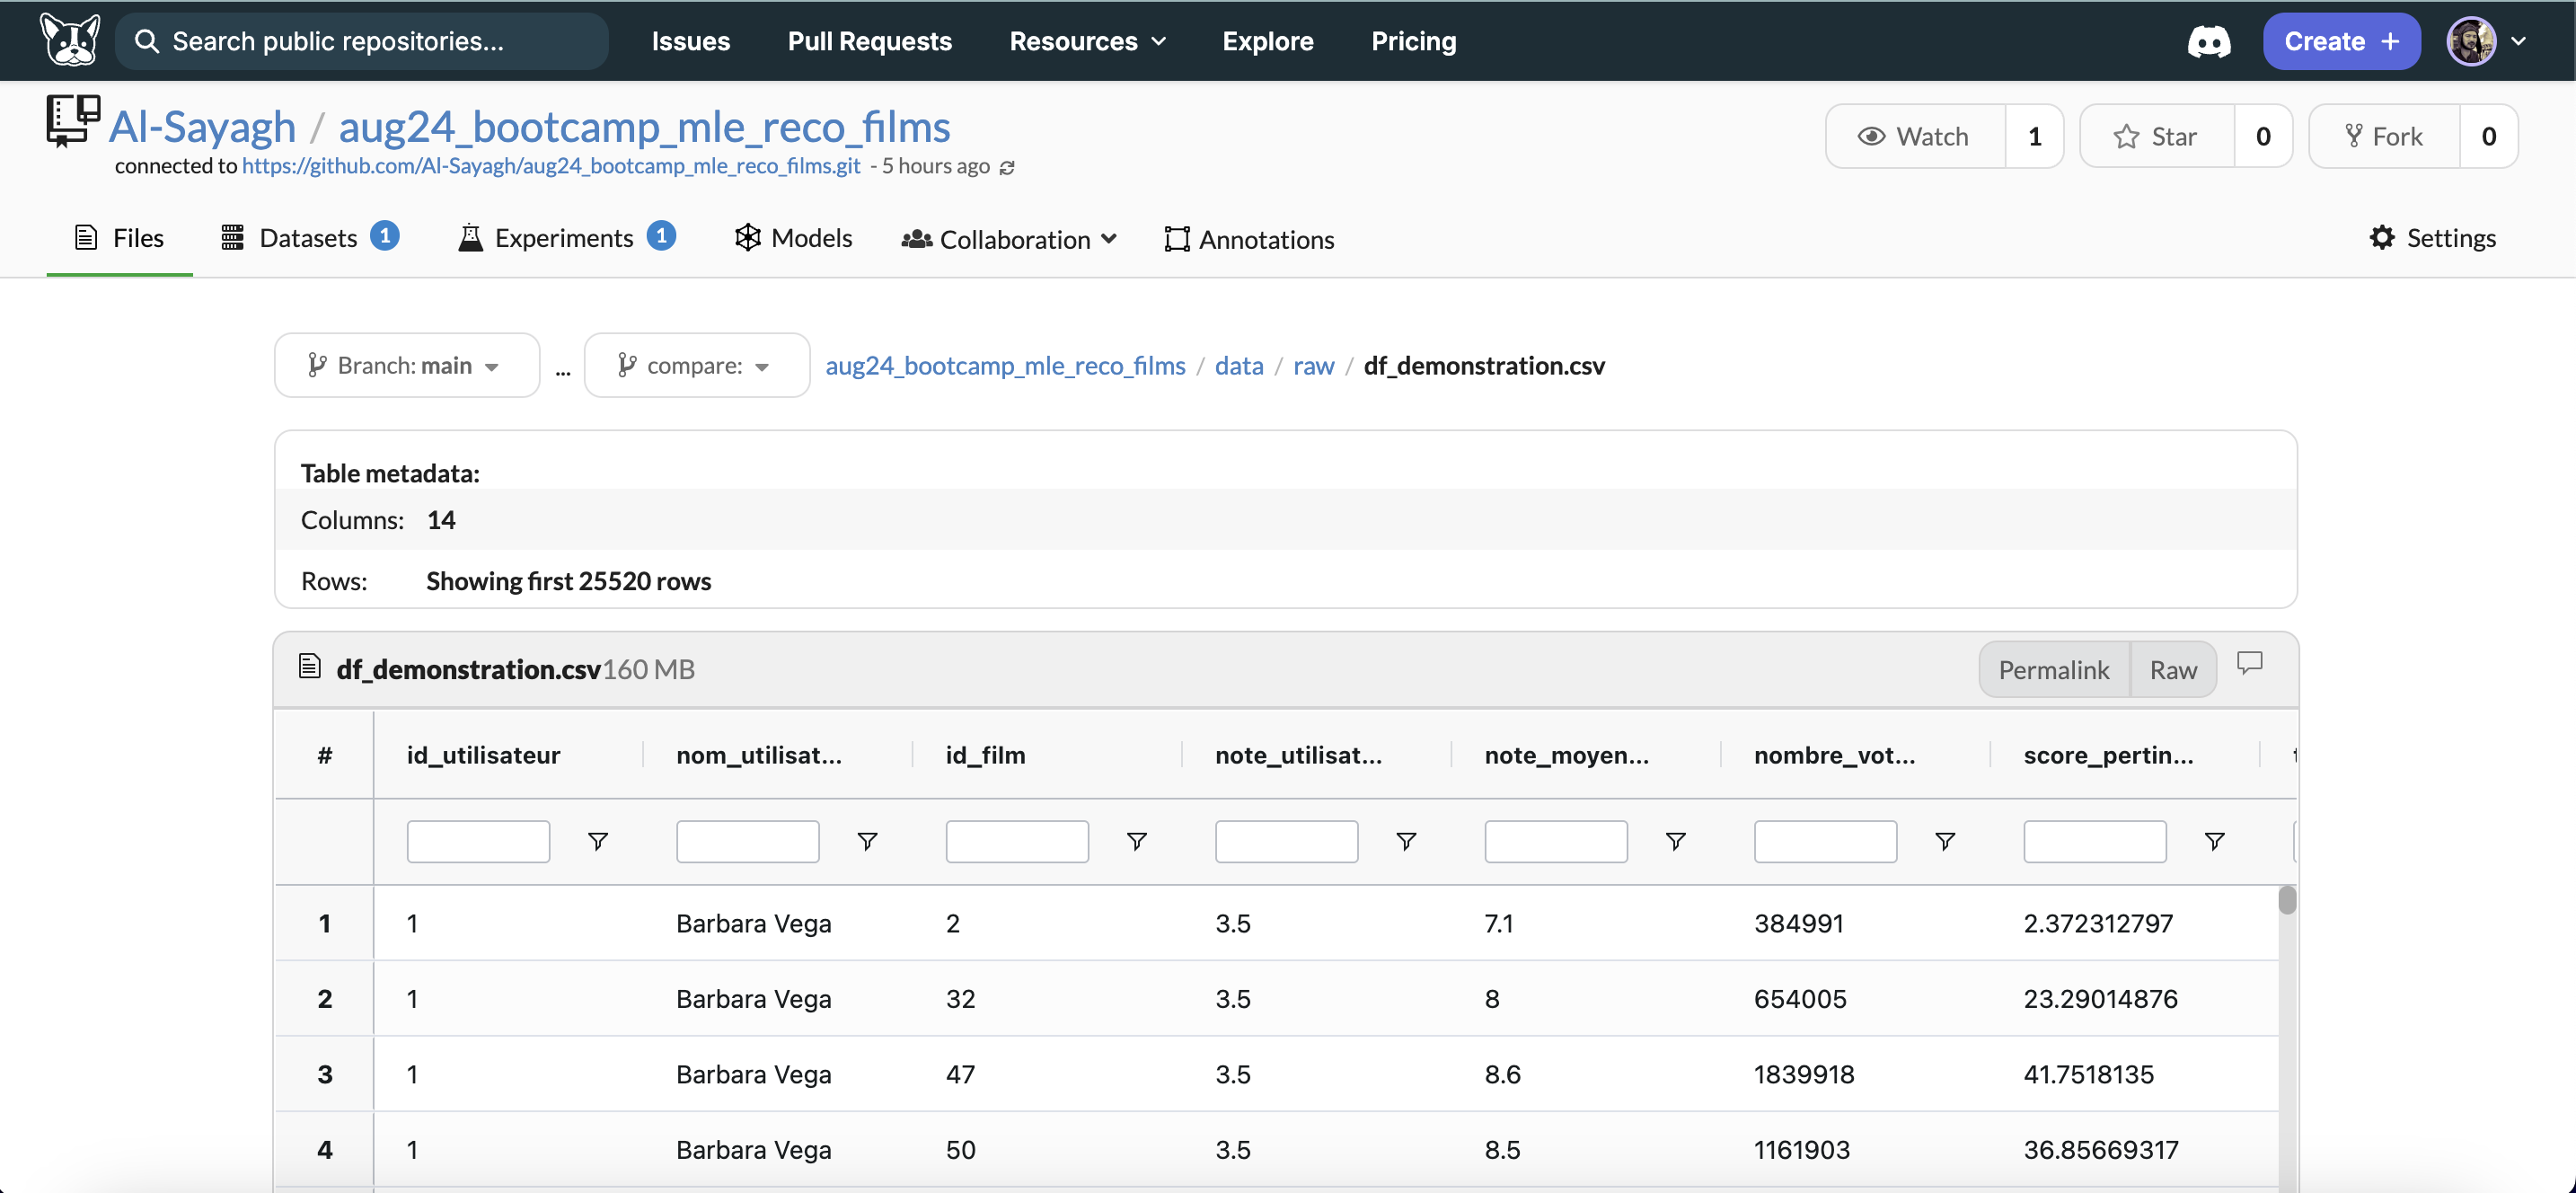 Search public repositories... Issues Pull Requests Resources Explore Pricing Create +
Al-Sayagh / aug24_bootcamp_mle_reco_films Watch 1 Star 0 Fork 0
connected to https://github.com/Al-Sayagh/aug24_bootcamp_mle_reco_films.git - 5 hours ago
Files Datasets 1 Experiments 1 Models Collaboration Annotations Settings
Branch: main ... compare: aug24_bootcamp_mle_reco_films / data / raw / df_demonstration.csv
Table metadata:
Columns: 14
Rows: Showing first 25520 rows
df_demonstration.csv 160 MB Permalink Raw
# id_utilisateur nom_utilisat... id_film note_utilisat... note_moyen... nombre_vot... score_pertin...
1 1 Barbara Vega 2 3.5 7.1 384991 2.372312797
2 1 Barbara Vega 32 3.5 8 654005 23.29014876
3 1 Barbara Vega 47 3.5 8.6 1839918 41.7518135
4 1 Barbara Vega 50 3.5 8.5 1161903 36.85669317